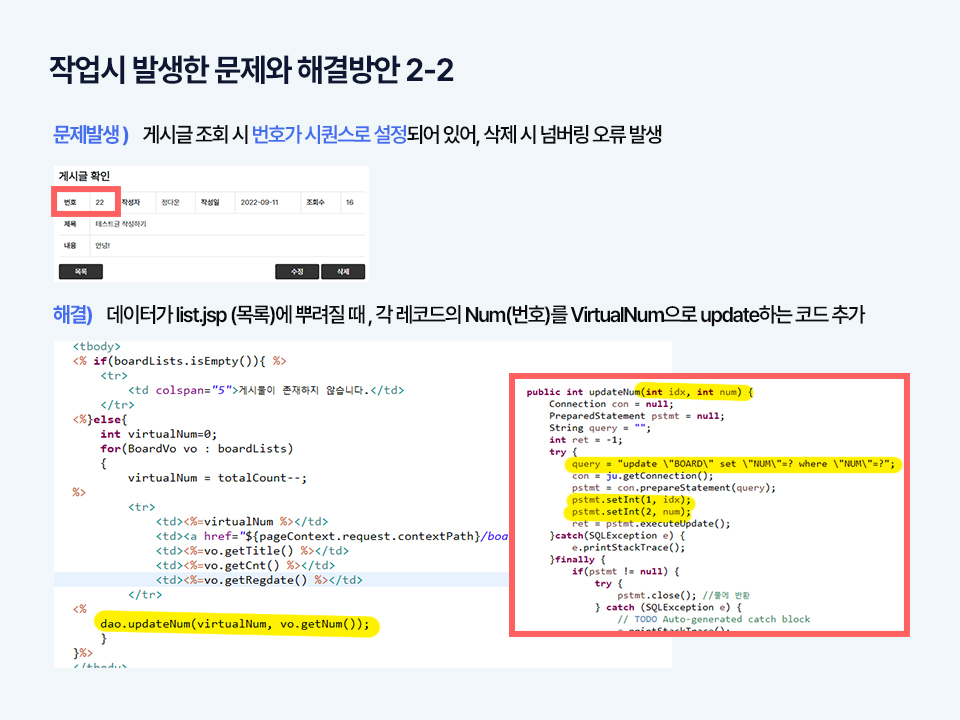 작업시 발생한 문제와 해결방안 2-2
문제발생 ) 게시글 조회 시 번호가 시퀀스로 설정되어 있어, 삭제 시 넘버링 오류 발생
게시글 확인
번호 22 작성자 정다운 작성일 2022-09-11 조회수 16
제목 테스트글 작성하기
내용 안녕!
목록 수정 삭제
해결) 데이터가 list.jsp (목록)에 뿌려질 때 , 각 레코드의 Num(번호)를 VirtualNum으로 update하는 코드 추가
<tbody>
<% if(boardLists.isEmpty()){ %>
<tr>
<td colspan="5">게시물이 존재하지 않습니다.</td>
</tr>
<%}else{
int virtualNum=0;
for(BoardVo vo : boardLists)
{
virtualNum = totalCount--;
%>
<tr>
<td><%=virtualNum %></td>
<td><a href="${pageContext.request.contextPath}/boa
<td><%=vo.getTitle() %></td>
<td><%=vo.getCnt() %></td>
<td><%=vo.getRegdate() %></td>
</tr>
<%
dao.updateNum(virtualNum, vo.getNum());
}
}%>
</tbody>
public int updateNum(int idx, int num) {
Connection con = null;
PreparedStatement pstmt = null;
String query = "";
int ret = -1;
try {
query = "update \"BOARD\" set \"NUM\"=? where \"NUM\"=?";
con = ju.getConnection();
pstmt = con.prepareStatement(query);
pstmt.setInt(1, idx);
pstmt.setInt(2, num);
ret = pstmt.executeUpdate();
}catch(SQLException e) {
e.printStackTrace();
}finally {
if(pstmt != null) {
try {
pstmt.close(); //풀에 반환
} catch (SQLException e) {
// TODO Auto-generated catch block
e.printStackTrace();